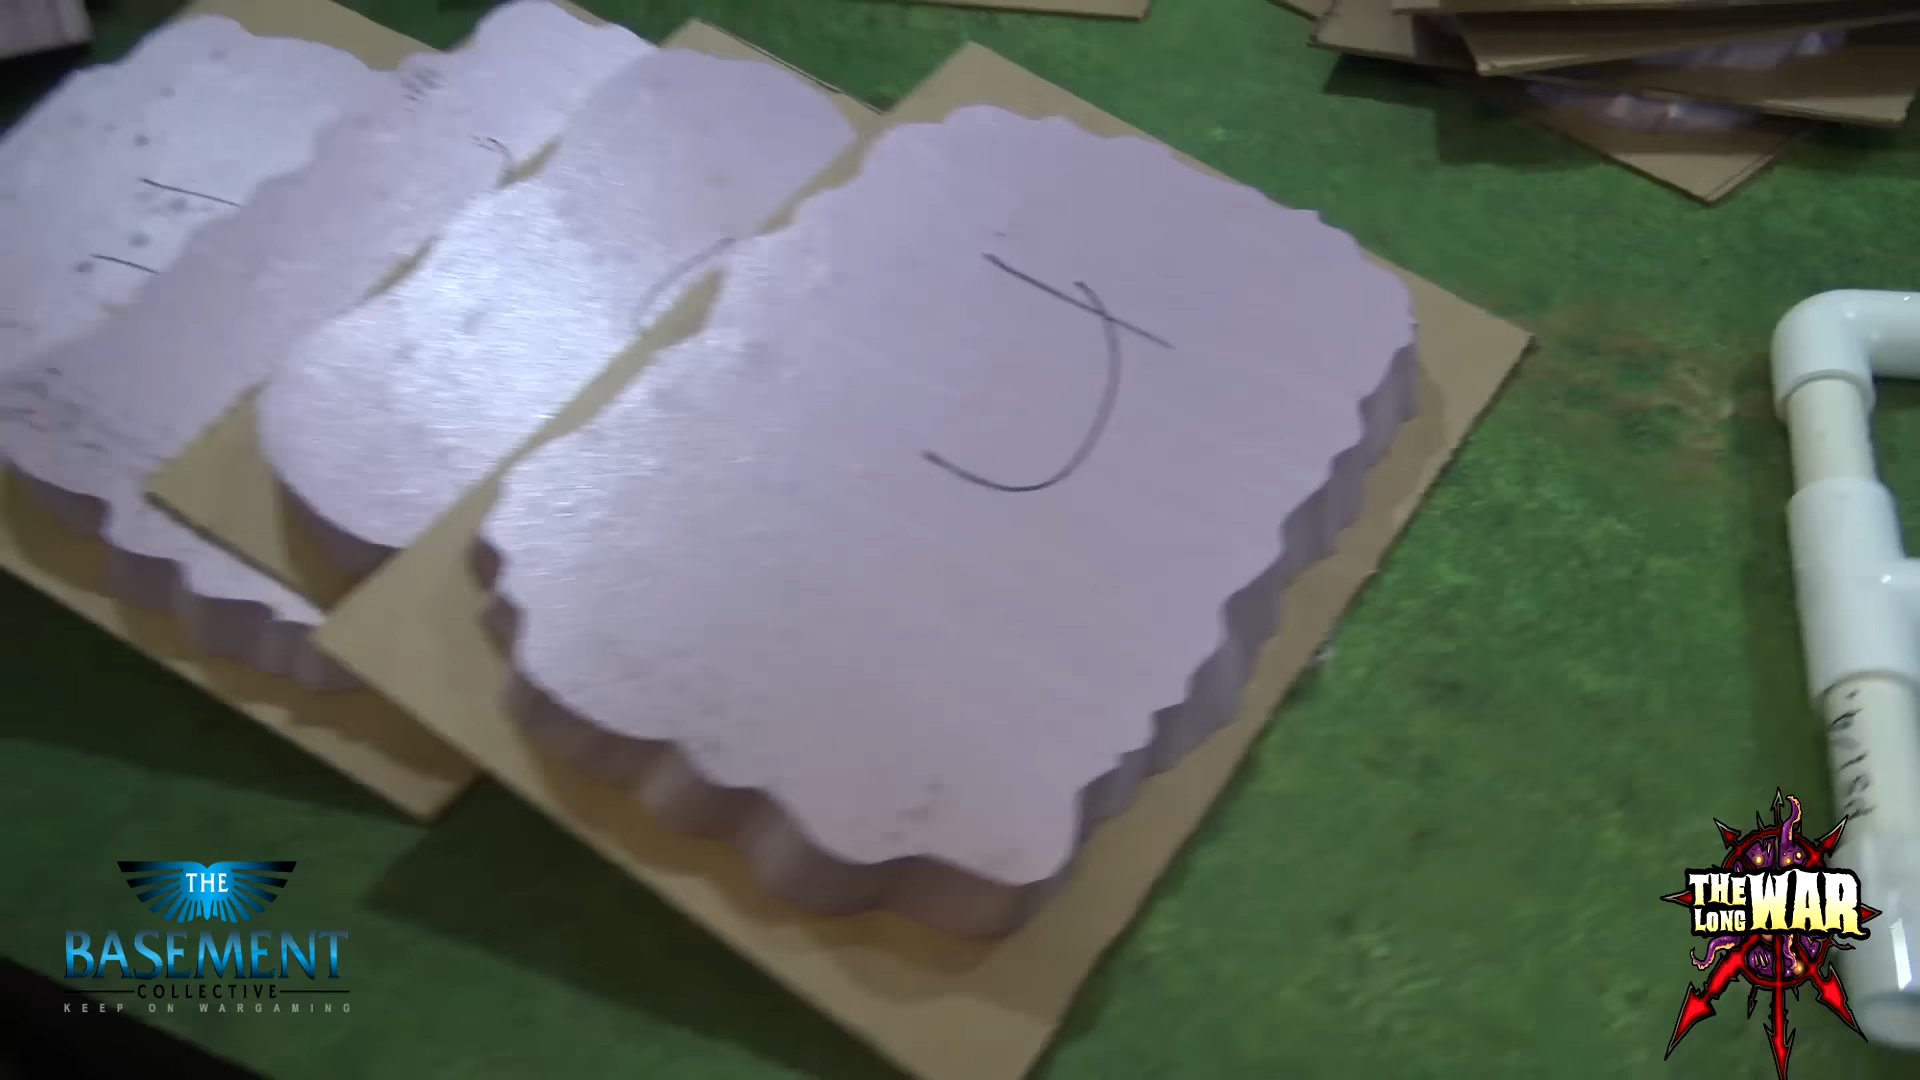 J
THE
BASEMENT
COLLECTIVE
KEEP ON WARGAMING
THE
LONG
WAR